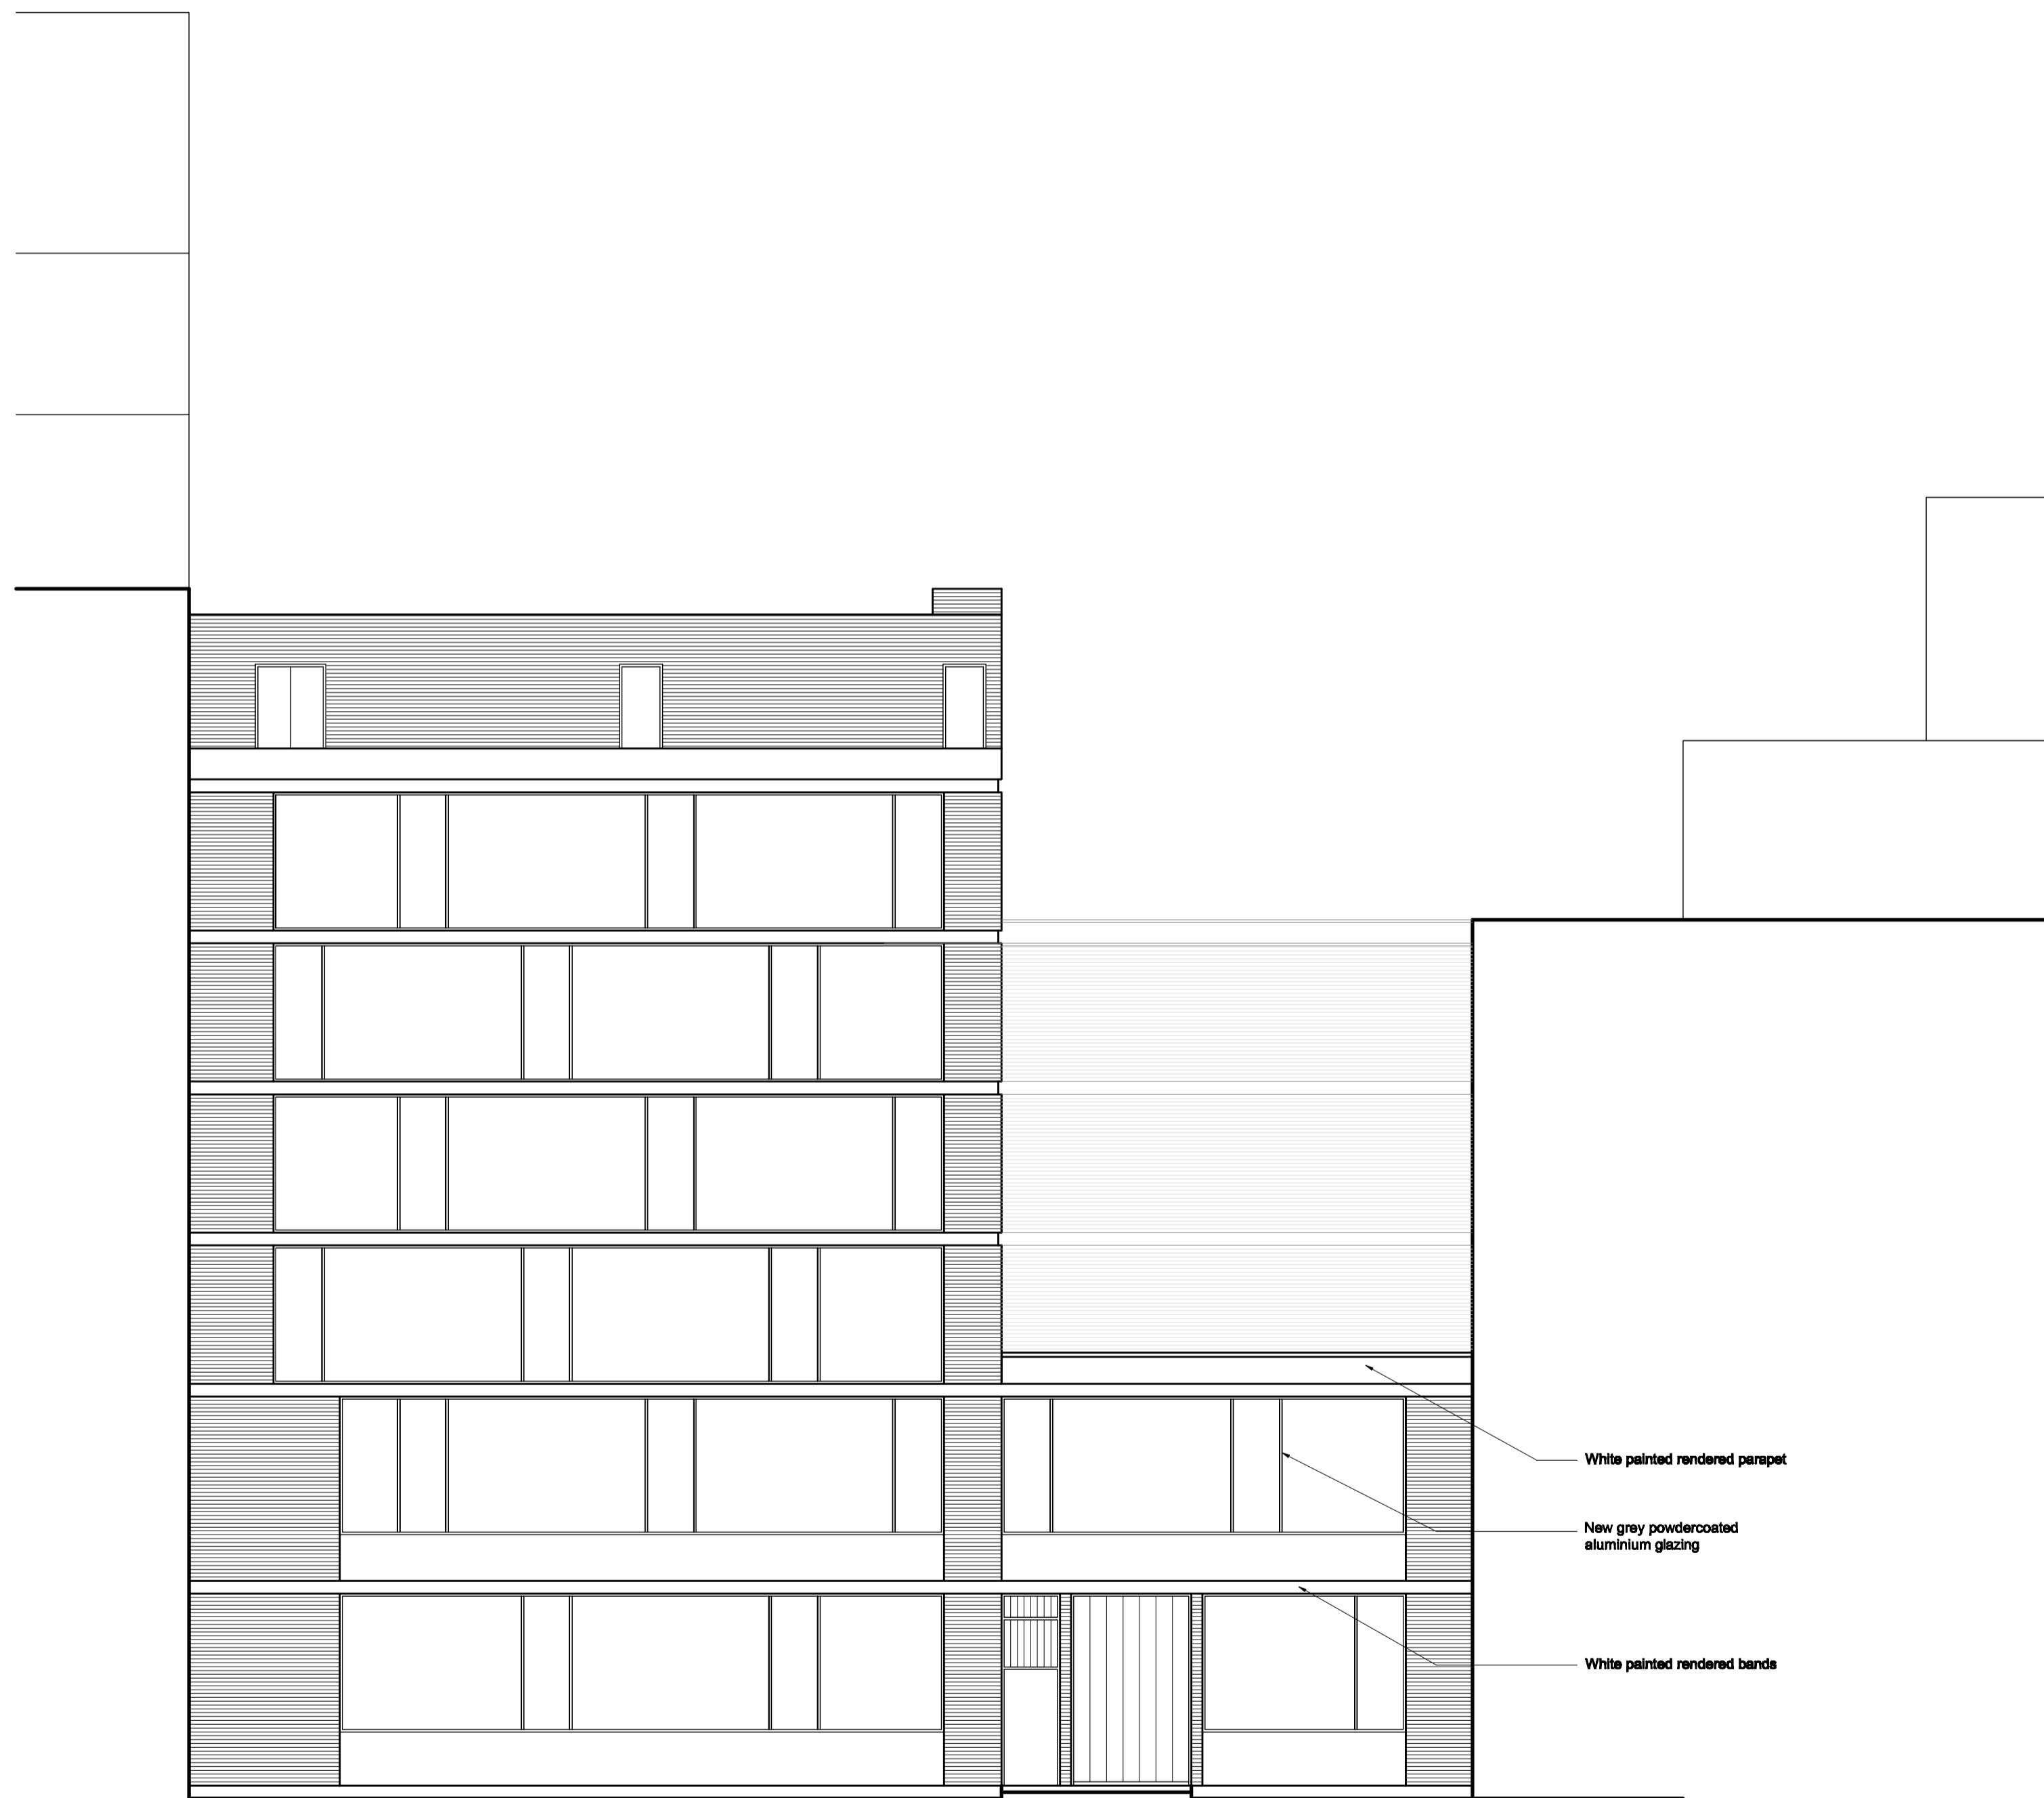 White painted rendered parapet
New grey powdercoated
aluminium glazing
White painted rendered bands